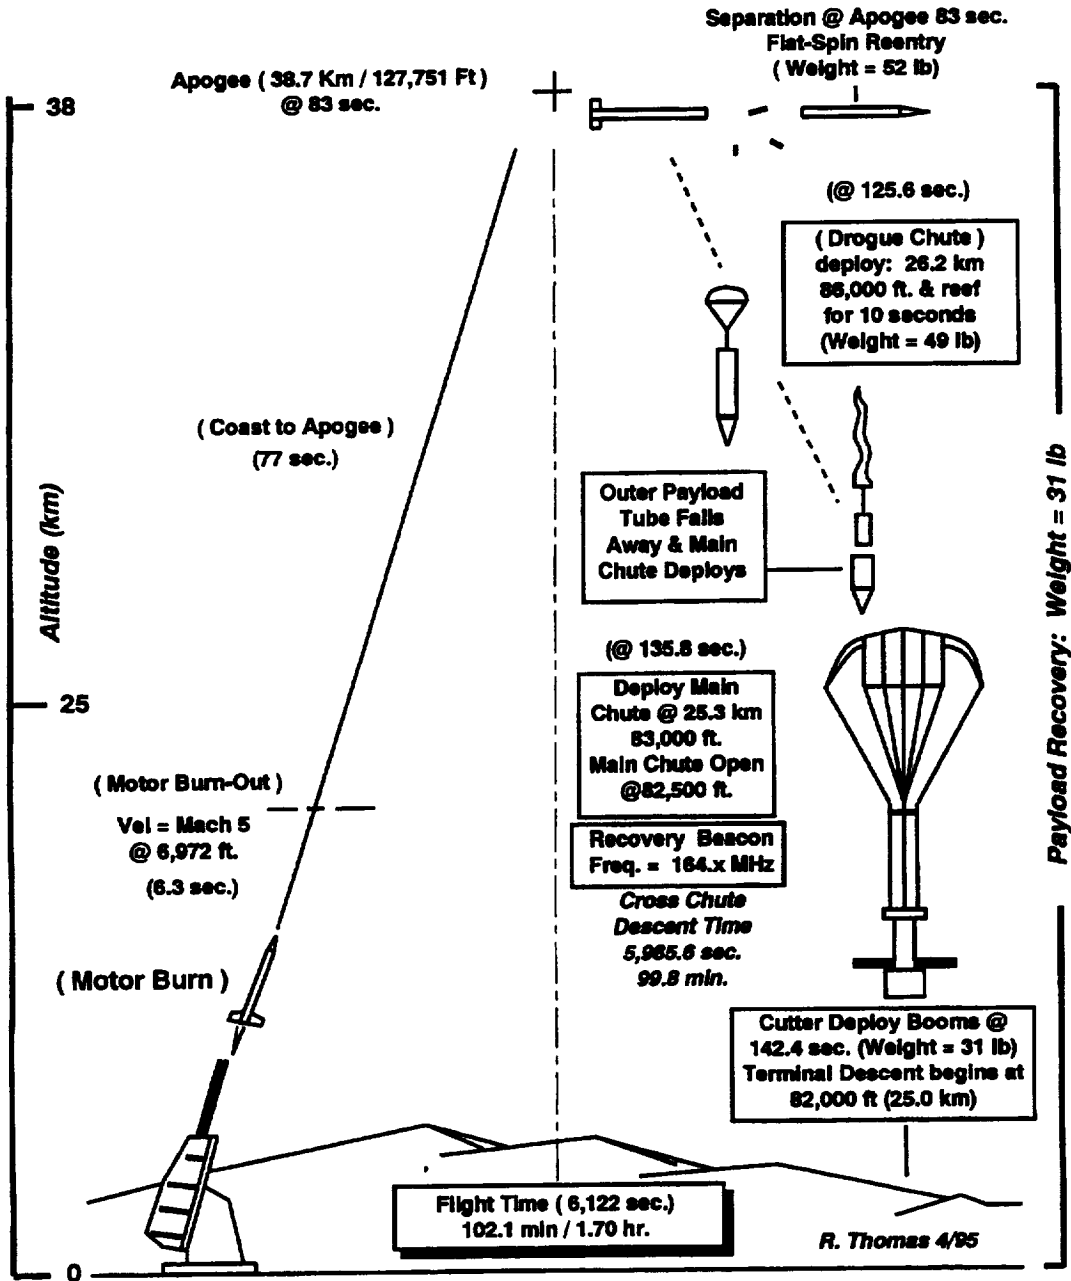 Separation @ Apogee 83 sec.
Flat-Spin Reentry
( Weight = 52 lb)
Apogee ( 38.7 Km / 127,751 Ft )
@ 83 sec.
38
(@ 125.6 sec.)
( Drogue Chute )
deploy: 26.2 km
86,000 ft. & reef
for 10 seconds
(Weight = 49 lb)
( Coast to Apogee )
(77 sec.)
Outer Payload
Tube Falls
Away & Main
Chute Deploys
Altitude (km)
Payload Recovery: Weight = 31 lb
(@ 135.8 sec.)
Deploy Main
Chute @ 25.3 km
83,000 ft.
Main Chute Open
@82,500 ft.
25
( Motor Burn-Out )
Vel = Mach 5
@ 6,972 ft.
(6.3 sec.)
Recovery Beacon
Freq. = 164.x MHz
Cross Chute
Descent Time
5,985.6 sec.
99.8 min.
( Motor Burn )
Cutter Deploy Booms @
142.4 sec. (Weight = 31 lb)
Terminal Descent begins at
82,000 ft (25.0 km)
Flight Time ( 6,122 sec.)
102.1 min / 1.70 hr.
R. Thomas 4/95
0